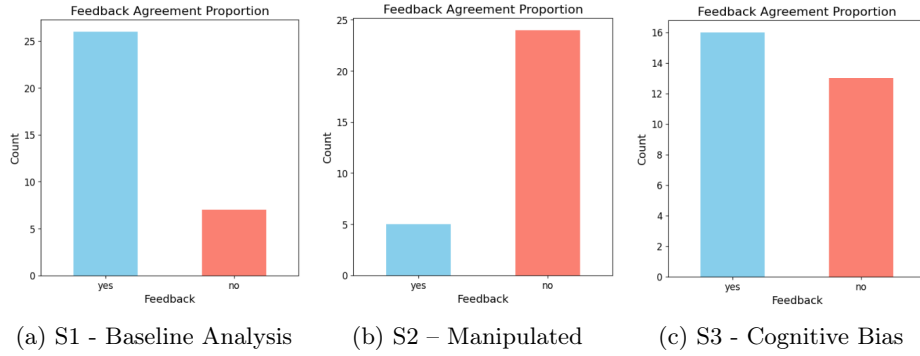 Feedback Agreement Proportion
25
20
15
10
5
0
Count
yes
no
Feedback
(a) S1 - Baseline Analysis
Feedback Agreement Proportion
25
20
15
10
5
0
Count
yes
no
Feedback
(b) S2 – Manipulated
Feedback Agreement Proportion
16
14
12
10
8
6
4
2
0
Count
yes
no
Feedback
(c) S3 - Cognitive Bias